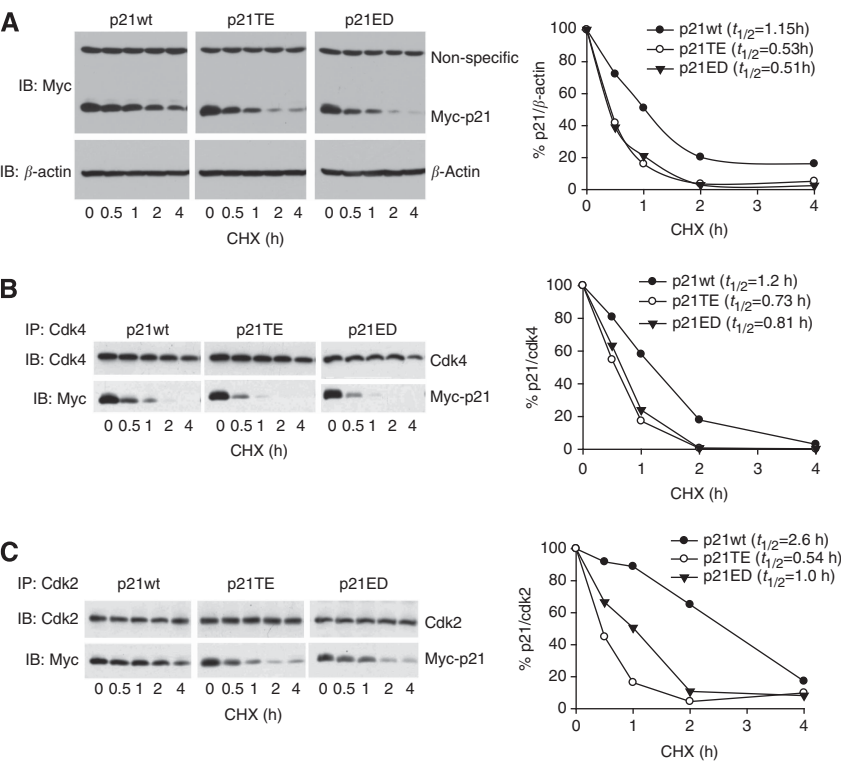 A
p21wt p21TE p21ED
IB: Myc
Non-specific
Myc-p21
IB: β-actin
β-Actin
0 0.5 1 2 4 0 0.5 1 2 4 0 0.5 1 2 4
CHX (h)
% p21/β-actin
100
80
60
40
20
0
0 1 2 3 4
CHX (h)
p21wt (t1/2=1.15h)
p21TE (t1/2=0.53h)
p21ED (t1/2=0.51h)
B
IP: Cdk4 p21wt p21TE p21ED
IB: Cdk4 Cdk4
IB: Myc Myc-p21
0 0.5 1 2 4 0 0.5 1 2 4 0 0.5 1 2 4
CHX (h)
% p21/cdk4
100
80
60
40
20
0
0 1 2 3 4
CHX (h)
p21wt (t1/2=1.2 h)
p21TE (t1/2=0.73 h)
p21ED (t1/2=0.81 h)
C
IP: Cdk2 p21wt p21TE p21ED
IB: Cdk2 Cdk2
IB: Myc Myc-p21
0 0.5 1 2 4 0 0.5 1 2 4 0 0.5 1 2 4
CHX (h)
% p21/cdk2
100
80
60
40
20
0
0 1 2 3 4
CHX (h)
p21wt (t1/2=2.6 h)
p21TE (t1/2=0.54 h)
p21ED (t1/2=1.0 h)